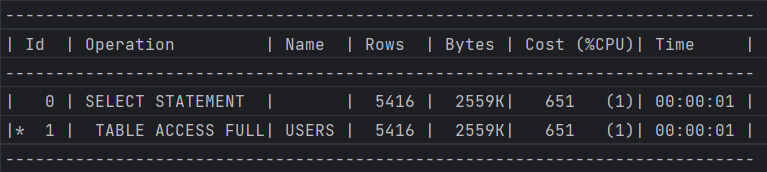 ---------------------------------------------------------------------------
| Id  | Operation         | Name  | Rows  | Bytes | Cost (%CPU)| Time     |
---------------------------------------------------------------------------
|   0 | SELECT STATEMENT  |       |  5416 |  2559K|   651   (1)| 00:00:01 |
|*  1 |  TABLE ACCESS FULL| USERS |  5416 |  2559K|   651   (1)| 00:00:01 |
---------------------------------------------------------------------------